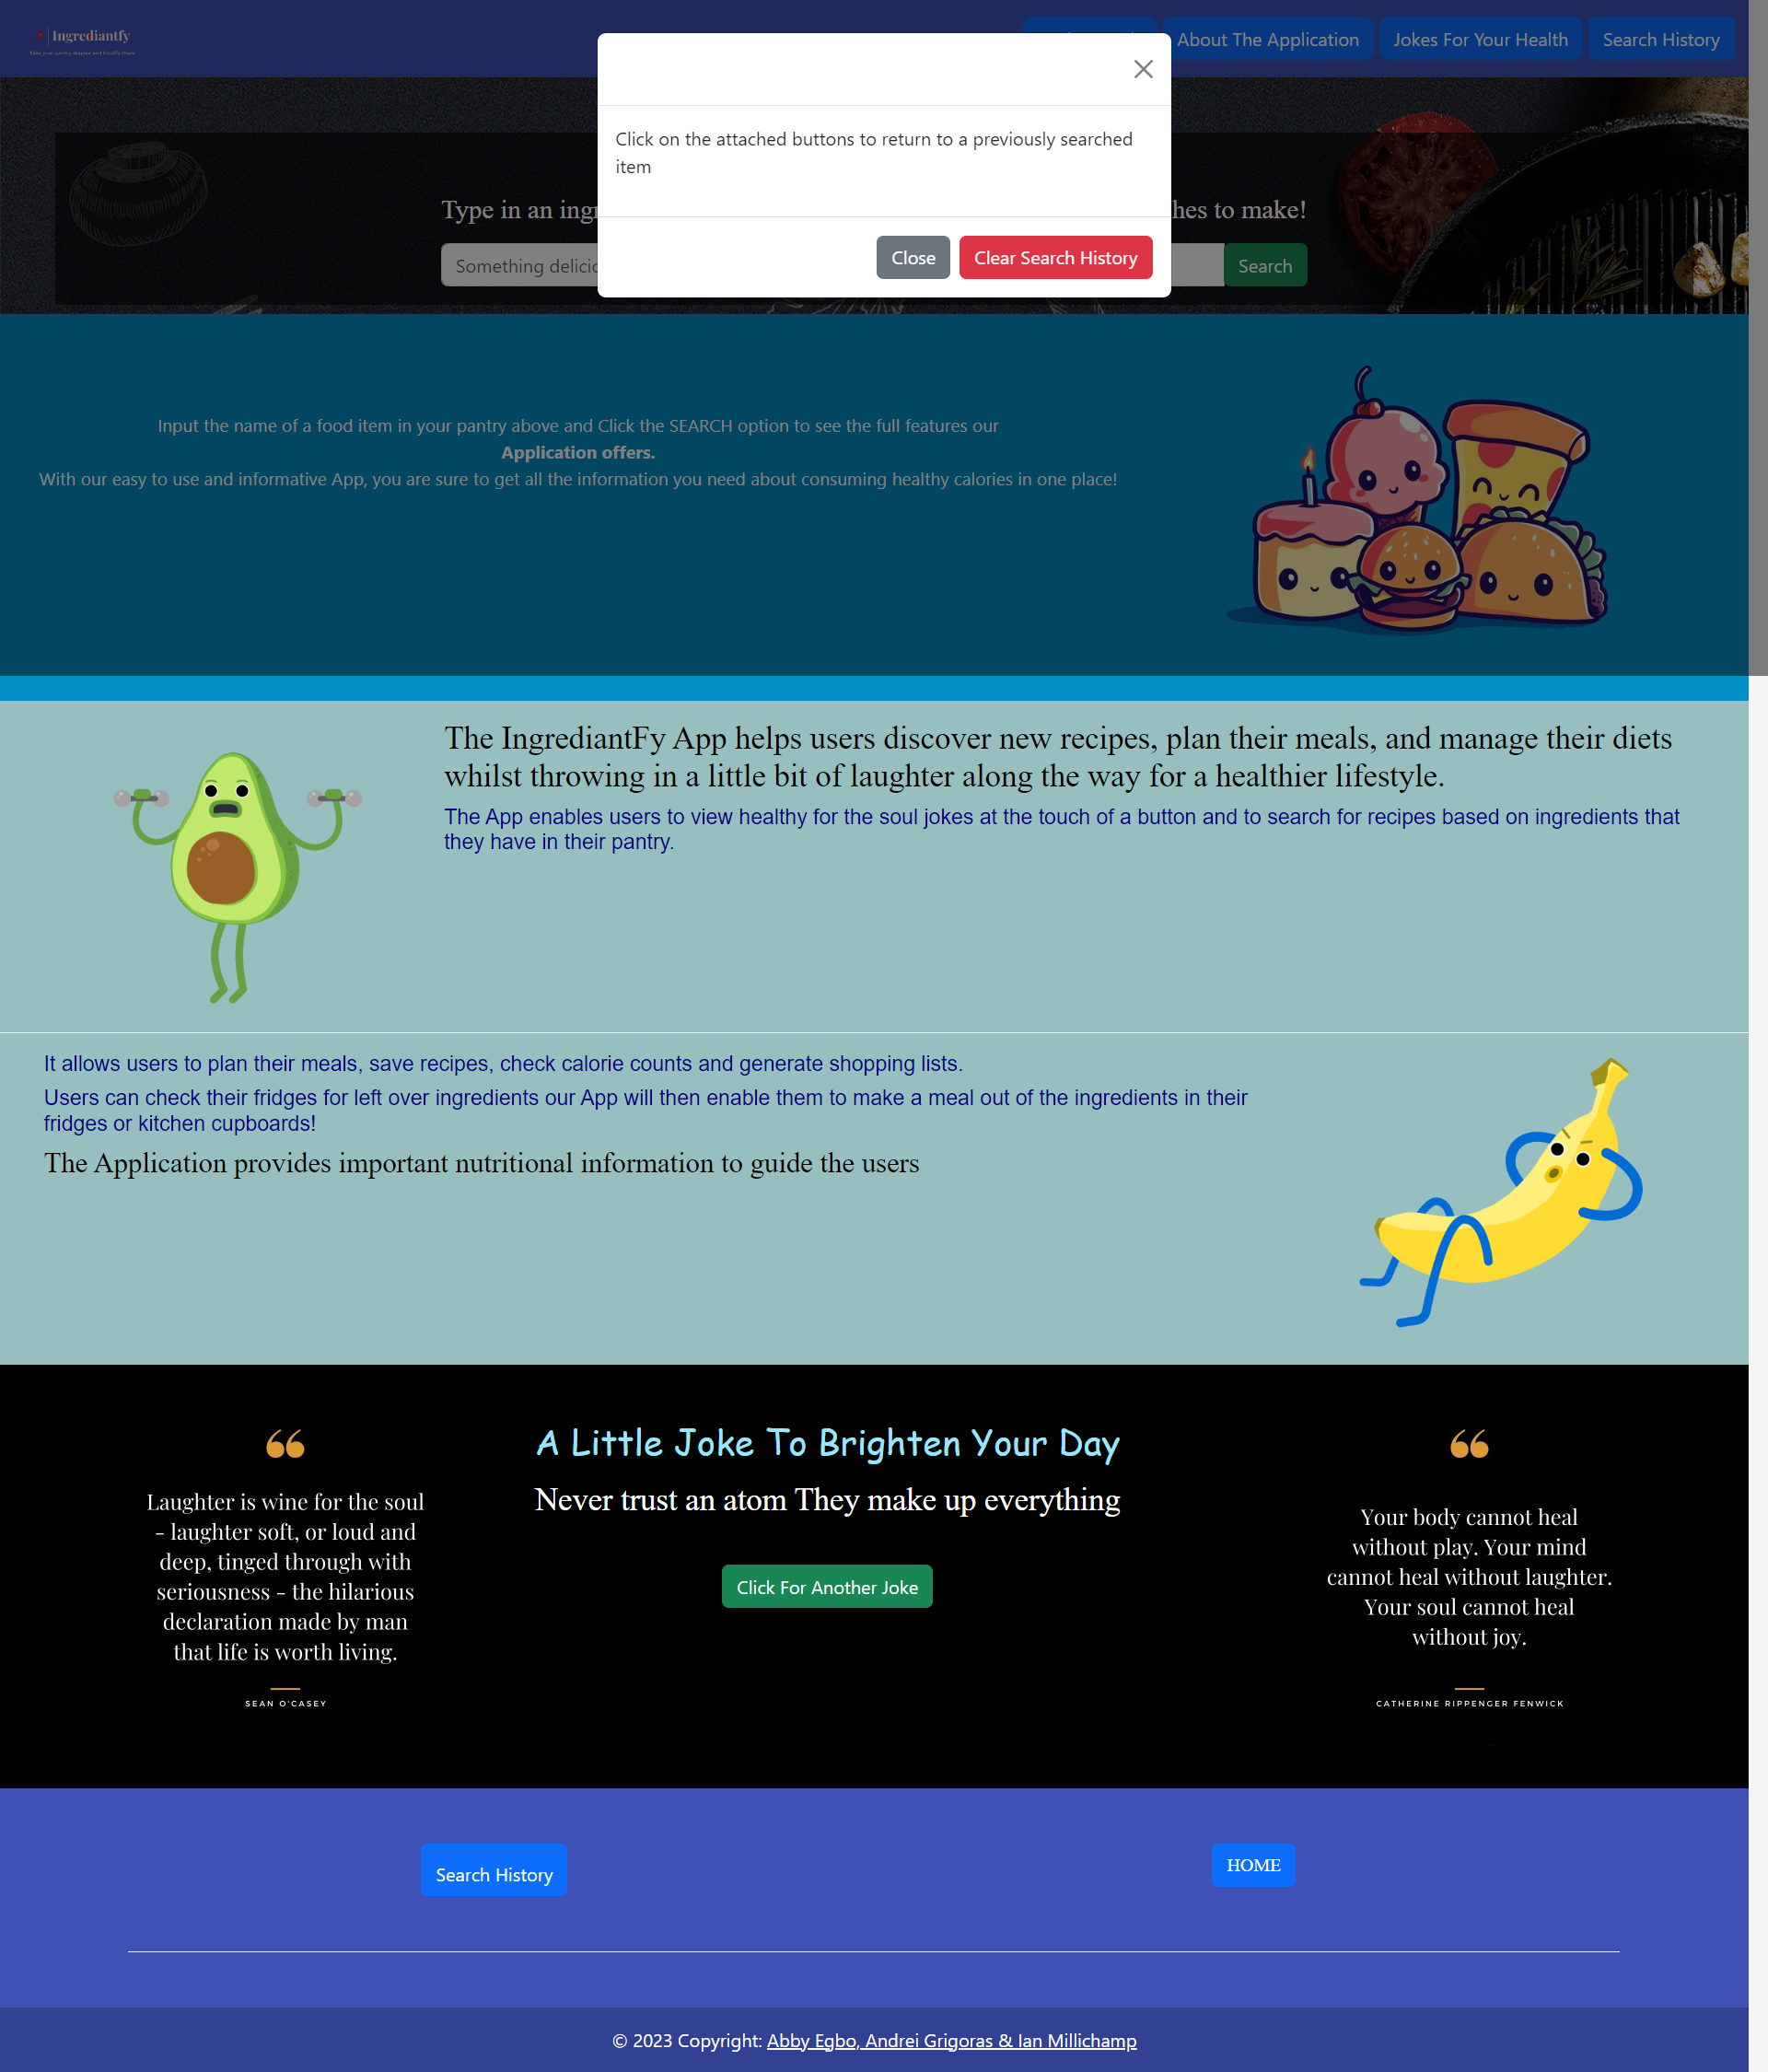 Ingrediantfy
Take your pantry staples and foodify them
About The Application
Jokes For Your Health
Search History
Click on the attached buttons to return to a previously searched
item
Close
Clear Search History
Type in an ingr
hes to make!
Something delicio
Search
Input the name of a food item in your pantry above and Click the SEARCH option to see the full features our
Application offers.
With our easy to use and informative App, you are sure to get all the information you need about consuming healthy calories in one place!
The IngrediantFy App helps users discover new recipes, plan their meals, and manage their diets
whilst throwing in a little bit of laughter along the way for a healthier lifestyle.
The App enables users to view healthy for the soul jokes at the touch of a button and to search for recipes based on ingredients that
they have in their pantry.
It allows users to plan their meals, save recipes, check calorie counts and generate shopping lists.
Users can check their fridges for left over ingredients our App will then enable them to make a meal out of the ingredients in their
fridges or kitchen cupboards!
The Application provides important nutritional information to guide the users
Laughter is wine for the soul
- laughter soft, or loud and
deep, tinged through with
seriousness - the hilarious
declaration made by man
that life is worth living.
SEAN O'CASEY
A Little Joke To Brighten Your Day
Never trust an atom They make up everything
Click For Another Joke
Your body cannot heal
without play. Your mind
cannot heal without laughter.
Your soul cannot heal
without joy.
CATHERINE RIPPENGER FENWICK
Search History
HOME
© 2023 Copyright: Abby Egbo, Andrei Grigoras & Ian Millichamp